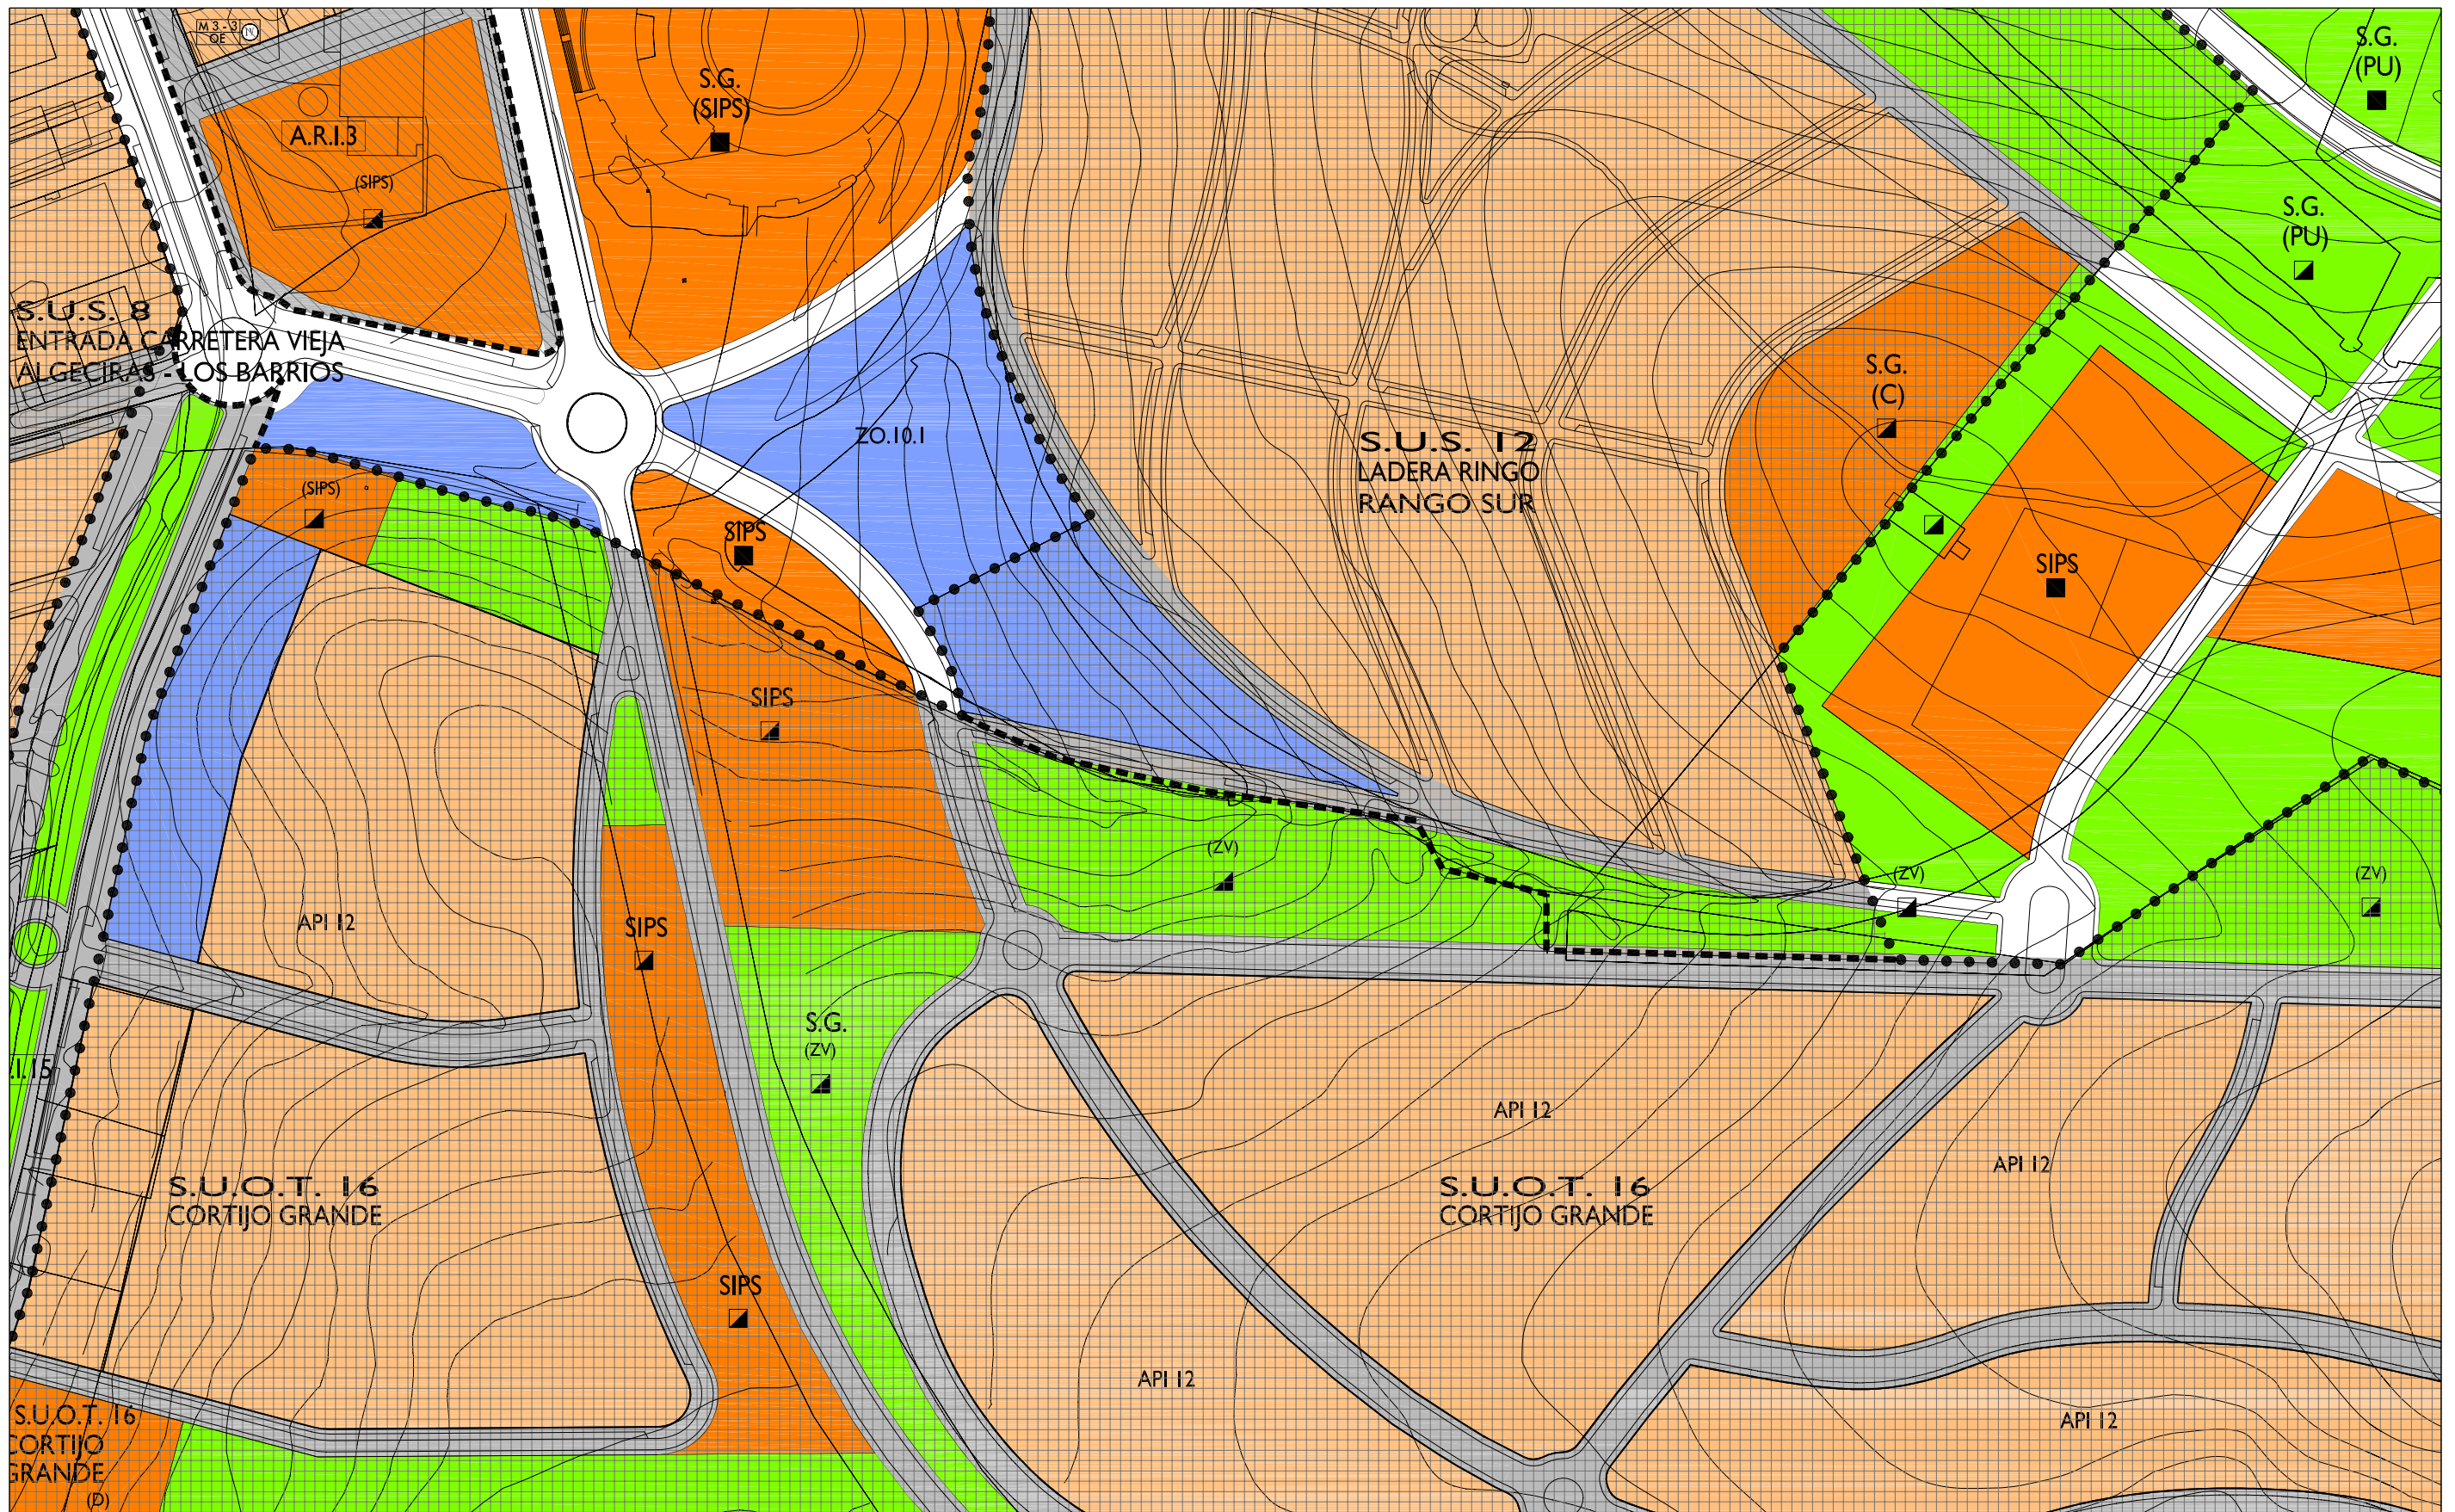 M 3 - 3
OE
S.G.
(SIPS)
S.G.
(PU)
A.R.I.3
(SIPS)
S.G.
(PU)
S.U.S. 8
ENTRADA CARRETERA VIEJA
ALGECIRAS - LOS BARRIOS
S.G.
(C)
ZO.10.1
S.U.S. 12
LADERA RINGO
RANGO SUR
(SIPS)
SIPS
SIPS
SIPS
(ZV)
(ZV)
(ZV)
API 12
SIPS
S.G.
(ZV)
.I.15
API 12
API 12
S.U.O.T. 16
CORTIJO GRANDE
S.U.O.T. 16
CORTIJO GRANDE
SIPS
API 12
API 12
S.U.O.T. 16
CORTIJO
GRANDE
(D)